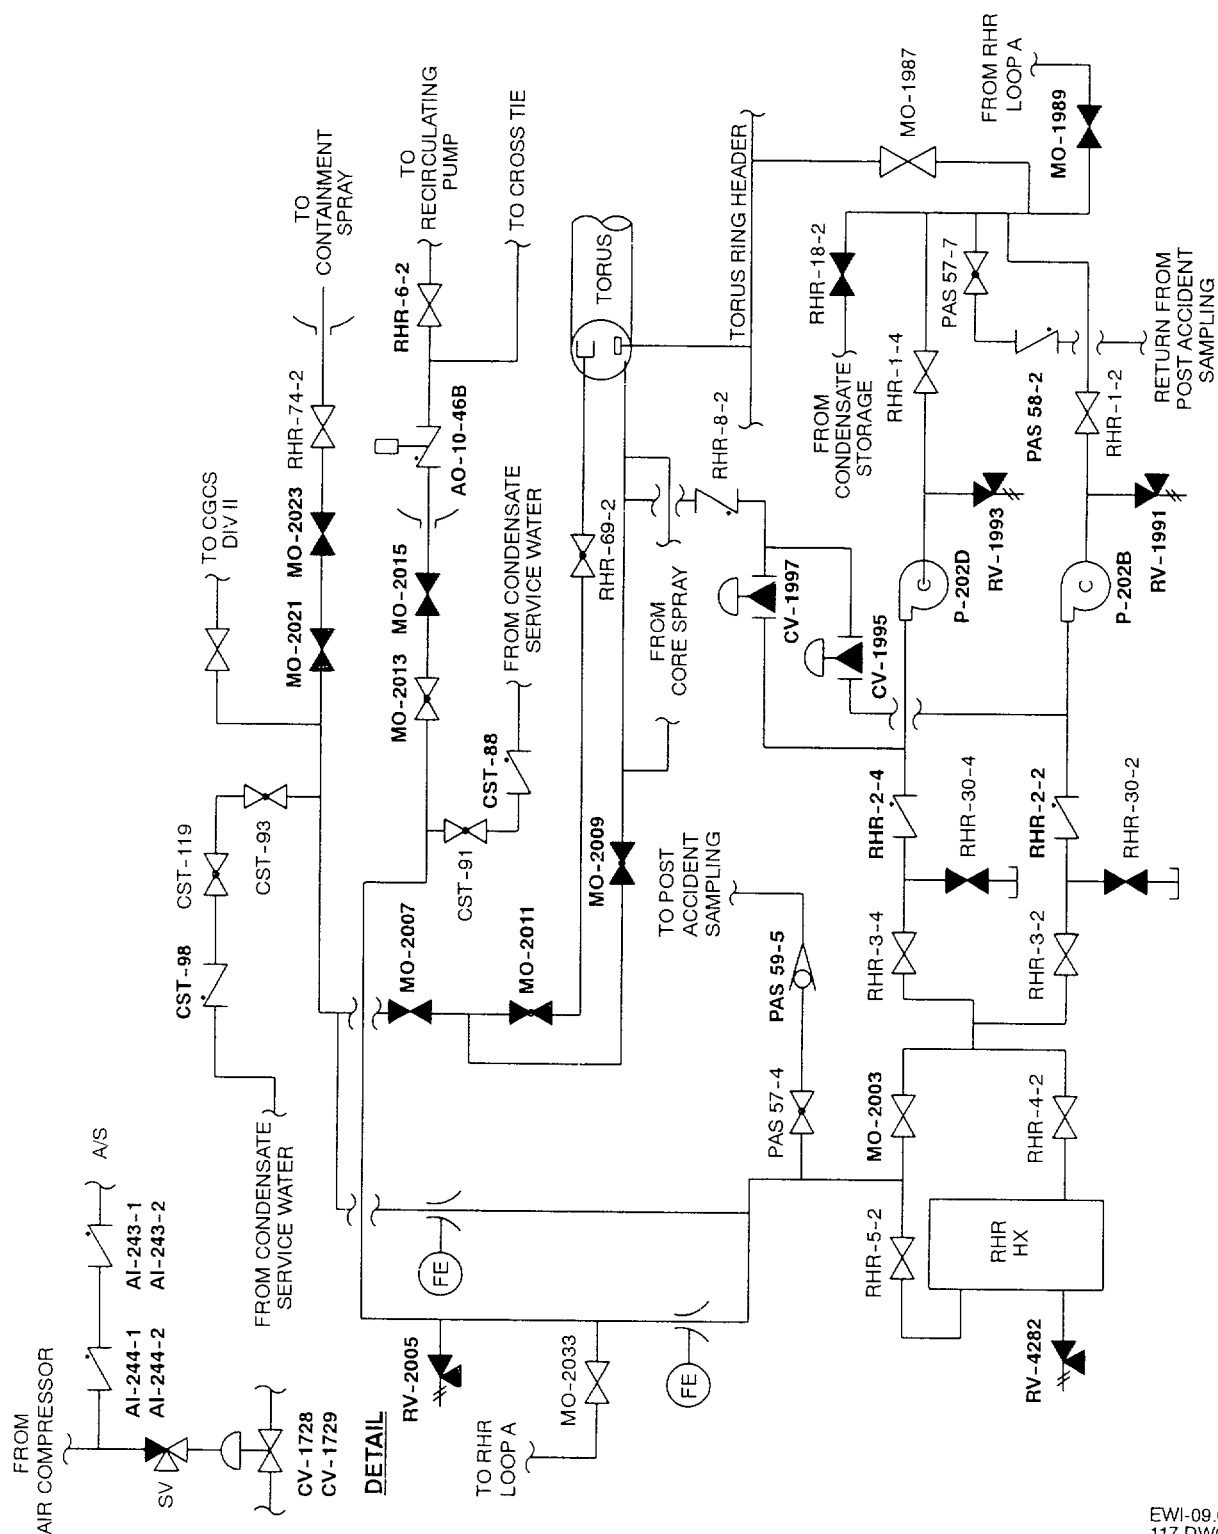 TO
CONTAINMENT
SPRAY
TO CGCS
DIV II
MO-2021
MO-2023
RHR-74-2
CST-98
CST-119
CST-93
FROM CONDENSATE
SERVICE WATER
TO
RECIRCULATING
PUMP
RHR-6-2
TO CROSS TIE
AO-10-46B
MO-2015
MO-2013
CST-91
CST-88
FROM CONDENSATE
SERVICE WATER
MO-2007
MO-2011
MO-2009
TORUS
RHR-69-2
FROM
CORE SPRAY
TORUS RING HEADER
RHR-8-2
CV-1997
CV-1995
MO-1987
FROM RHR
LOOP A
MO-1989
RHR-18-2
FROM
CONDENSATE
STORAGE
PAS 57-7
RHR-1-4
PAS 58-2
RHR-1-2
RETURN FROM
POST ACCIDENT
SAMPLING
C
P-202D
RV-1993
C
P-202B
RV-1991
RHR-2-4
RHR-30-4
RHR-2-2
RHR-30-2
RHR-3-4
RHR-3-2
TO POST
ACCIDENT
SAMPLING
PAS 59-5
PAS 57-4
MO-2003
RHR-4-2
RHR-5-2
RHR
HX
RV-4282
FE
FE
RV-2005
MO-2033
TO RHR
LOOP A
FROM
AIR COMPRESSOR
A/S
AI-243-1
AI-243-2
AI-244-1
AI-244-2
SV
CV-1728
CV-1729
DETAIL